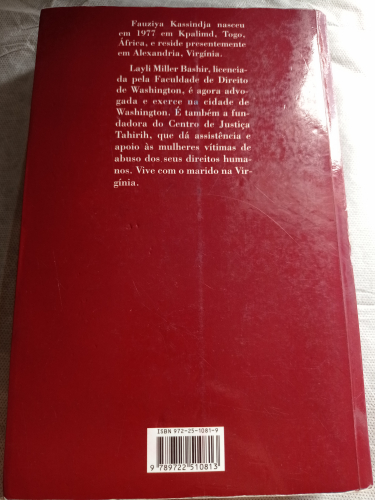 Fauziya Kassindja nasceu
em 1977 em Kpalimd, Togo,
África, e reside presentemente
em Alexandria, Virgínia.
Layli Miller Bashir, licencia-
da pela Faculdade de Direito
de Washington, é agora advo-
gada e exerce na cidade de
Washington. É também a fun-
dadora do Centro de Justiça
Tahirih, que dá assistência e
apoio às mulheres vítimas de
abuso dos seus direitos huma-
nos. Vive com o marido na Vir-
gínia.
ISBN 972-25-1081-9
9 789722 510813